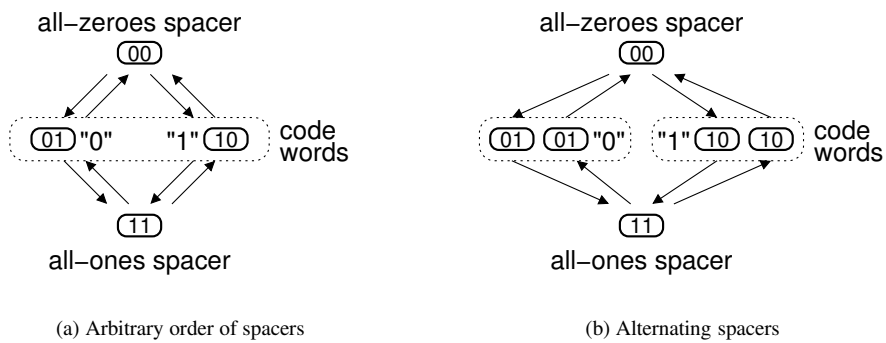 all−zeroes spacer
00
01 "0" "1" 10
code
words
11
all−ones spacer
(a) Arbitrary order of spacers
all−zeroes spacer
00
01 01 "0" "1" 10 10
code
words
11
all−ones spacer
(b) Alternating spacers